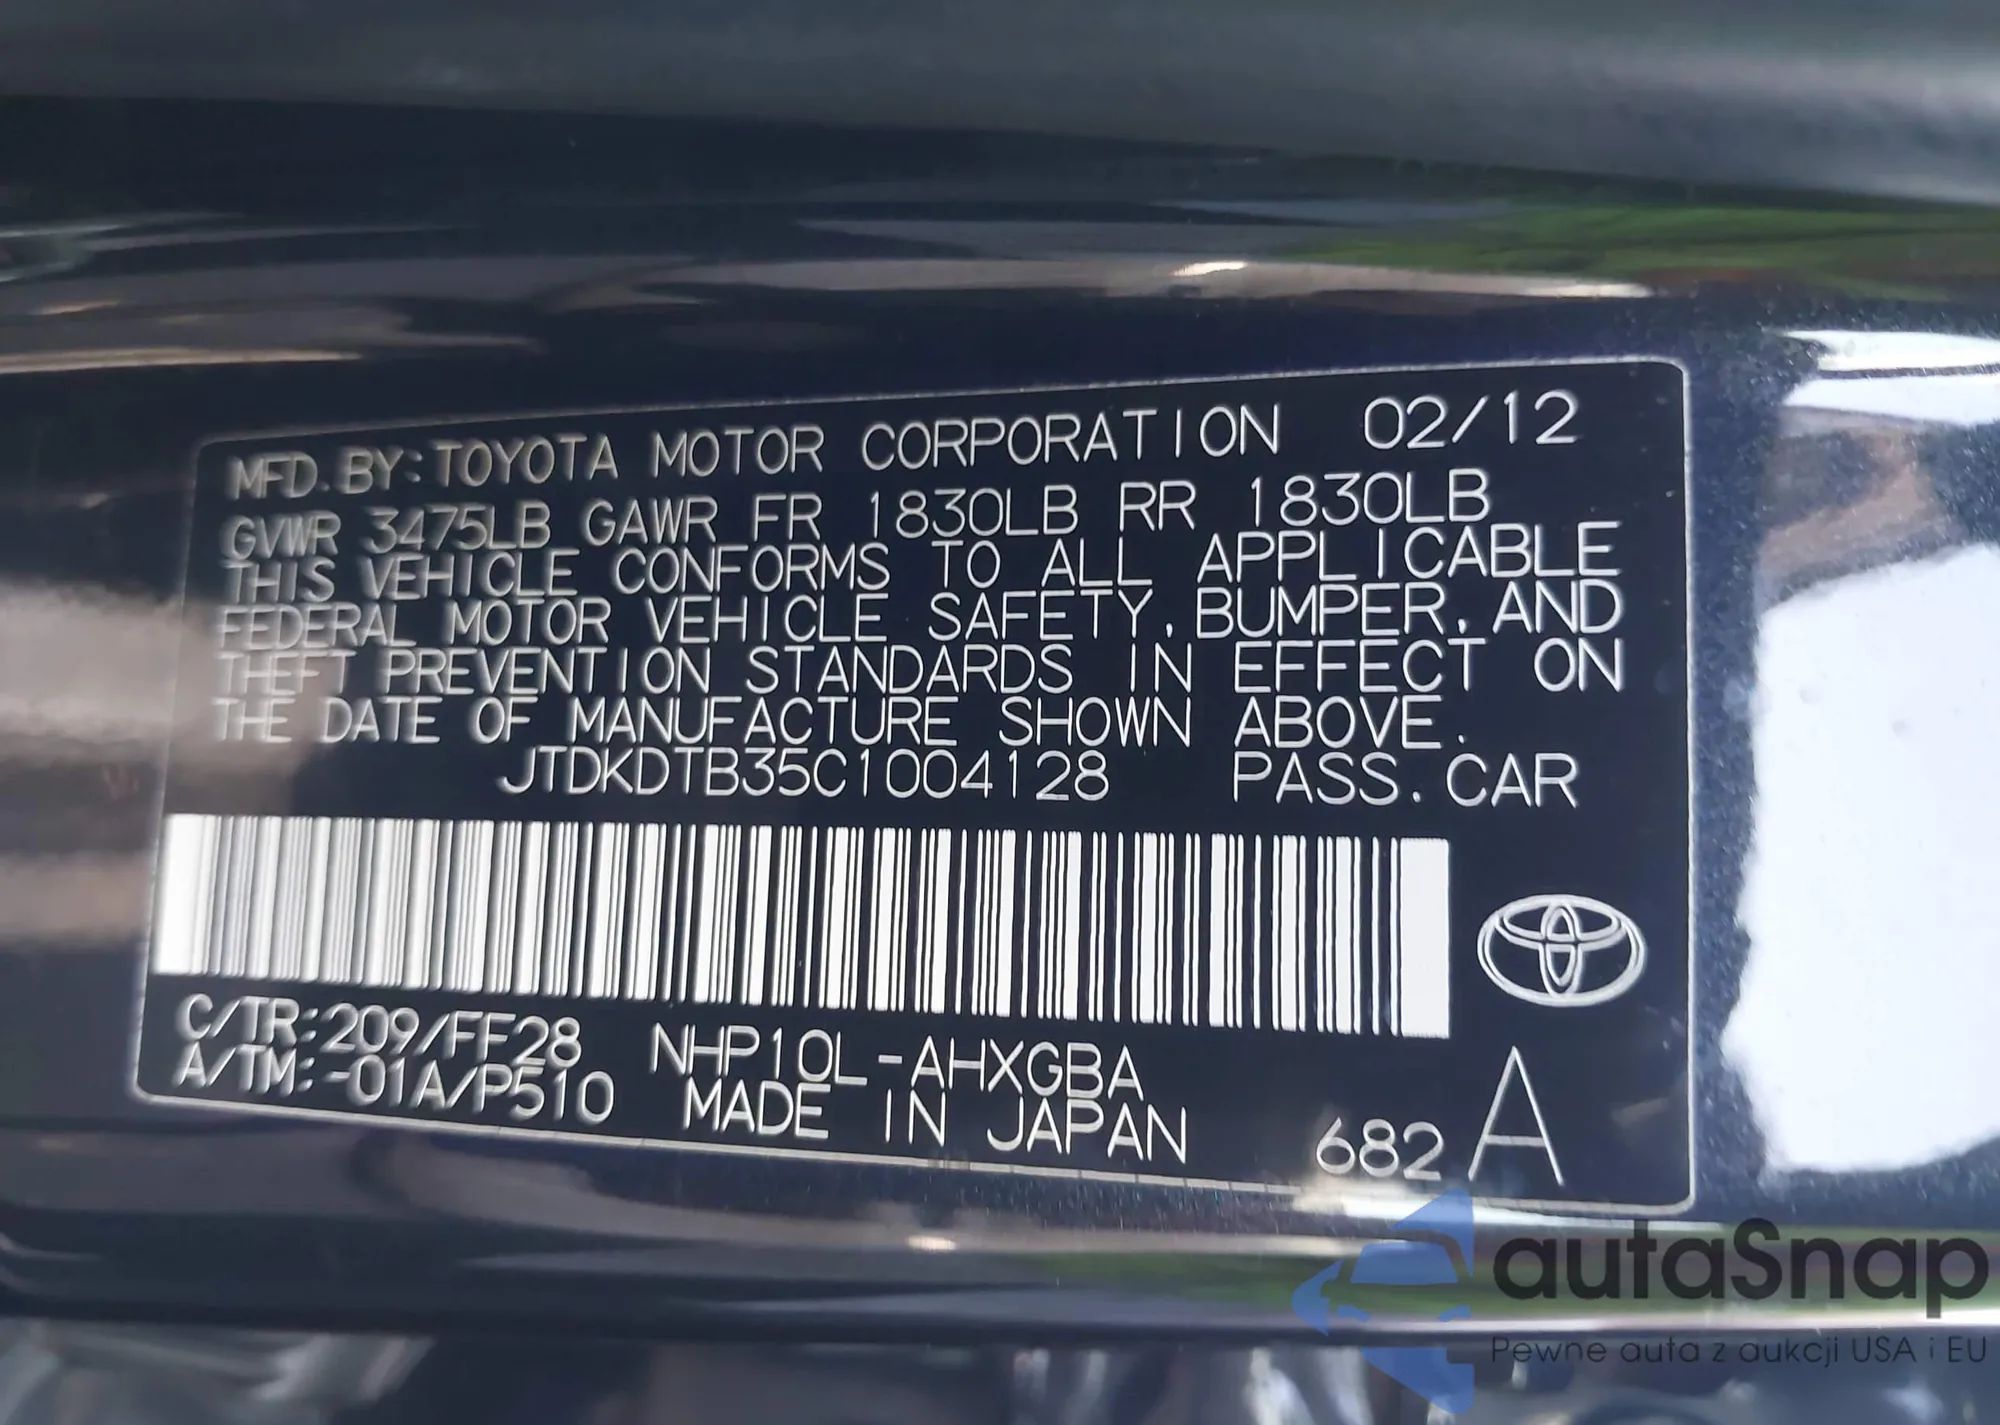 MFD. BY: TOYOTA MOTOR CORPORATION 02/12
GVWR 3475LB GAWR FR 1830LB RR 1830LB
THIS VEHICLE CONFORMS TO ALL APPLICABLE
FEDERAL MOTOR VEHICLE SAFETY, BUMPER, AND
THEFT PREVENTION STANDARDS IN EFFECT ON
THE DATE OF MANUFACTURE SHOWN ABOVE.
JTDKDTB35C1004128 PASS. CAR
C/TR: 209/FF28 NHP10L-AHXGBA
A/TM: -01A/P510 MADE IN JAPAN 682 A
autaSnap
Pewne auta z aukcji USA i EU